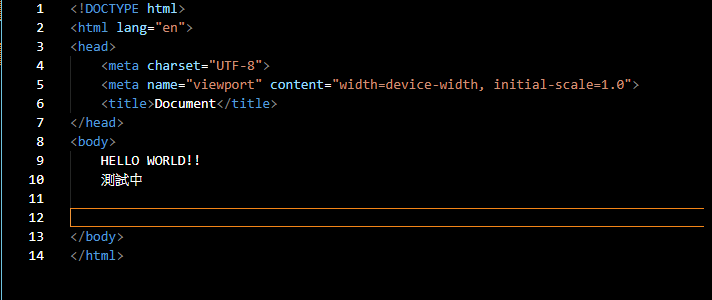 1 <!DOCTYPE html>
2 <html lang="en">
3 <head>
4     <meta charset="UTF-8">
5     <meta name="viewport" content="width=device-width, initial-scale=1.0">
6     <title>Document</title>
7 </head>
8 <body>
9     HELLO WORLD!!
10     測試中
11
12
13 </body>
14 </html>